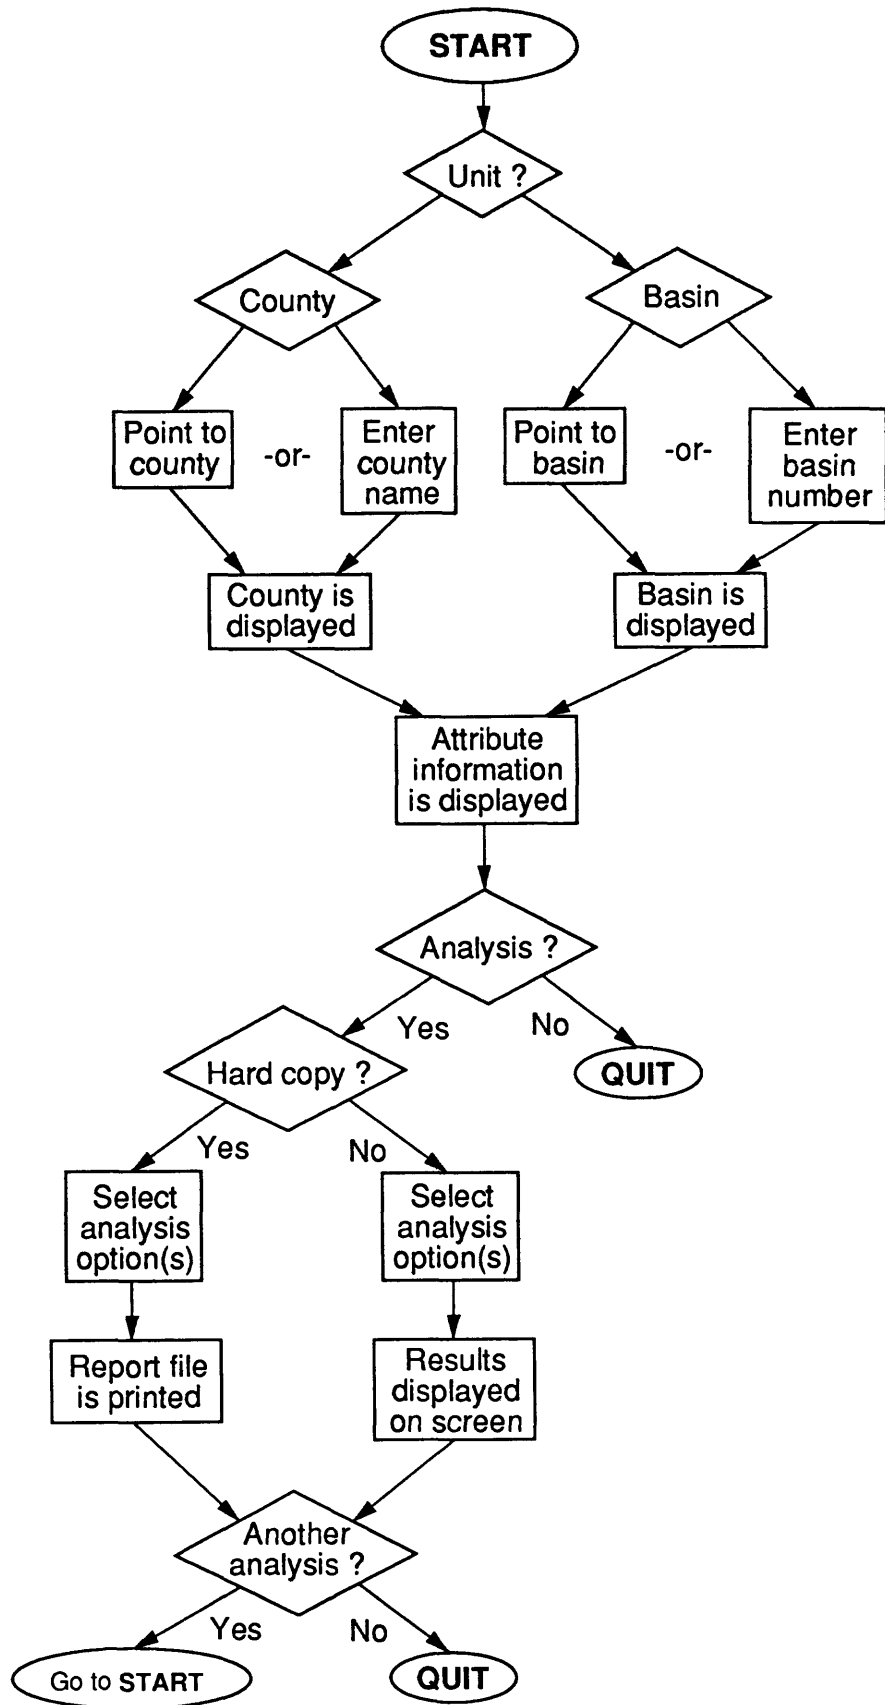 START
Unit ?
County
Basin
Point to
county
-or-
Enter
county
name
Point to
basin
-or-
Enter
basin
number
County is
displayed
Basin is
displayed
Attribute
information
is displayed
Analysis ?
Yes
No
Hard copy ?
QUIT
Yes
No
Select
analysis
option(s)
Select
analysis
option(s)
Report file
is printed
Results
displayed
on screen
Another
analysis ?
Yes
No
Go to START
QUIT